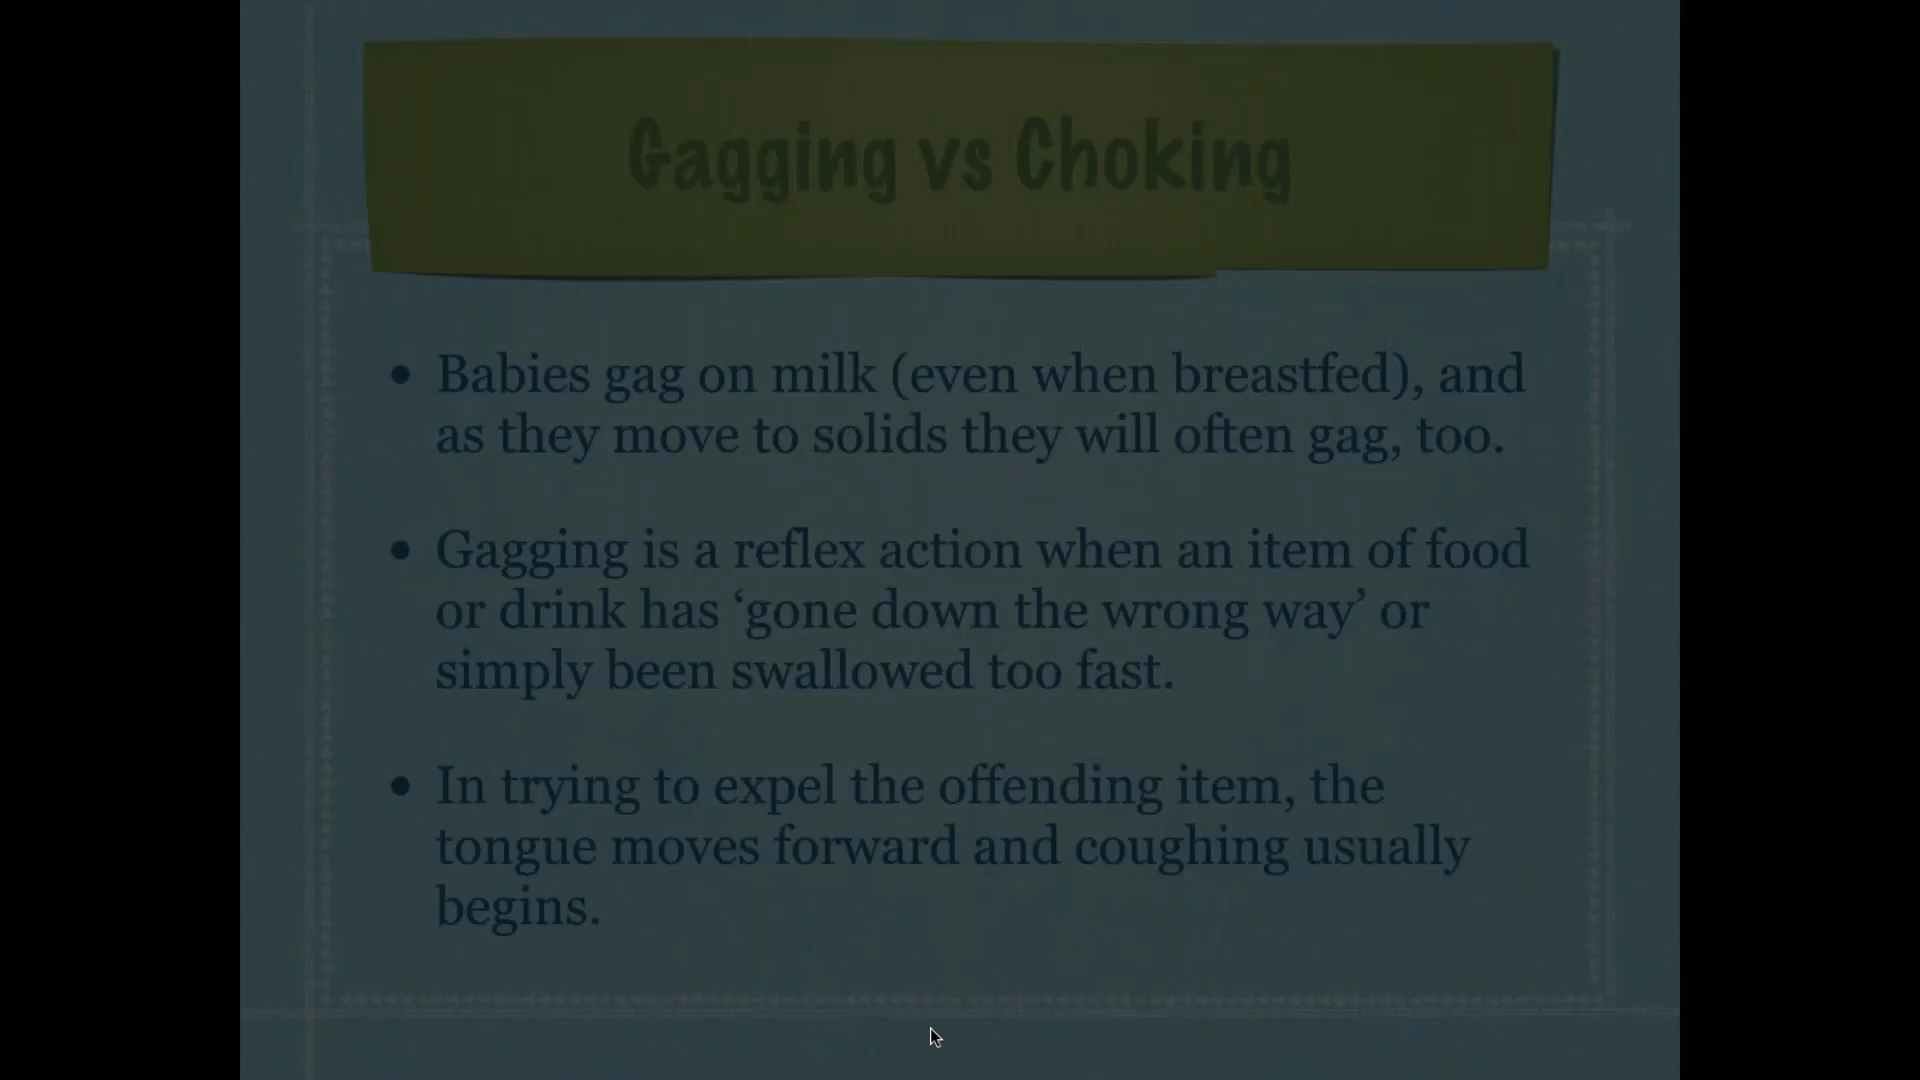 Gagging vs Choking
• Babies gag on milk (even when breastfed), and
as they move to solids they will often gag, too.
• Gagging is a reflex action when an item of food
or drink has ‘gone down the wrong way’ or
simply been swallowed too fast.
• In trying to expel the offending item, the
tongue moves forward and coughing usually
begins.